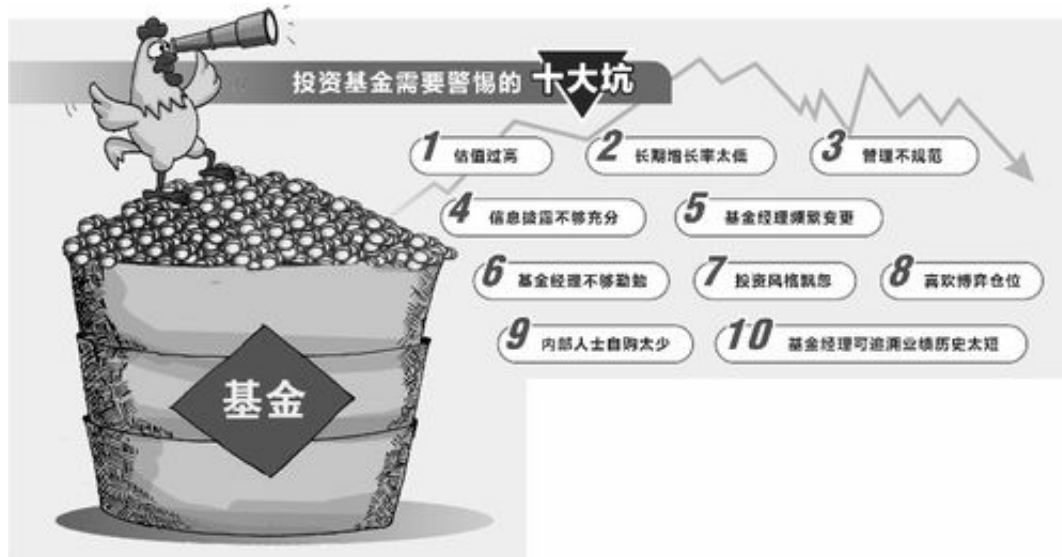 投资基金需要警惕的 十大坑
1 估值过高
2 长期增长率太低
3 管理不规范
4 信息披露不够充分
5 基金经理频繁变更
6 基金经理不够勤勉
7 投资风格飘忽
8 喜欢博弈仓位
9 内部人士自购太少
10 基金经理可追溯业绩历史太短
基金